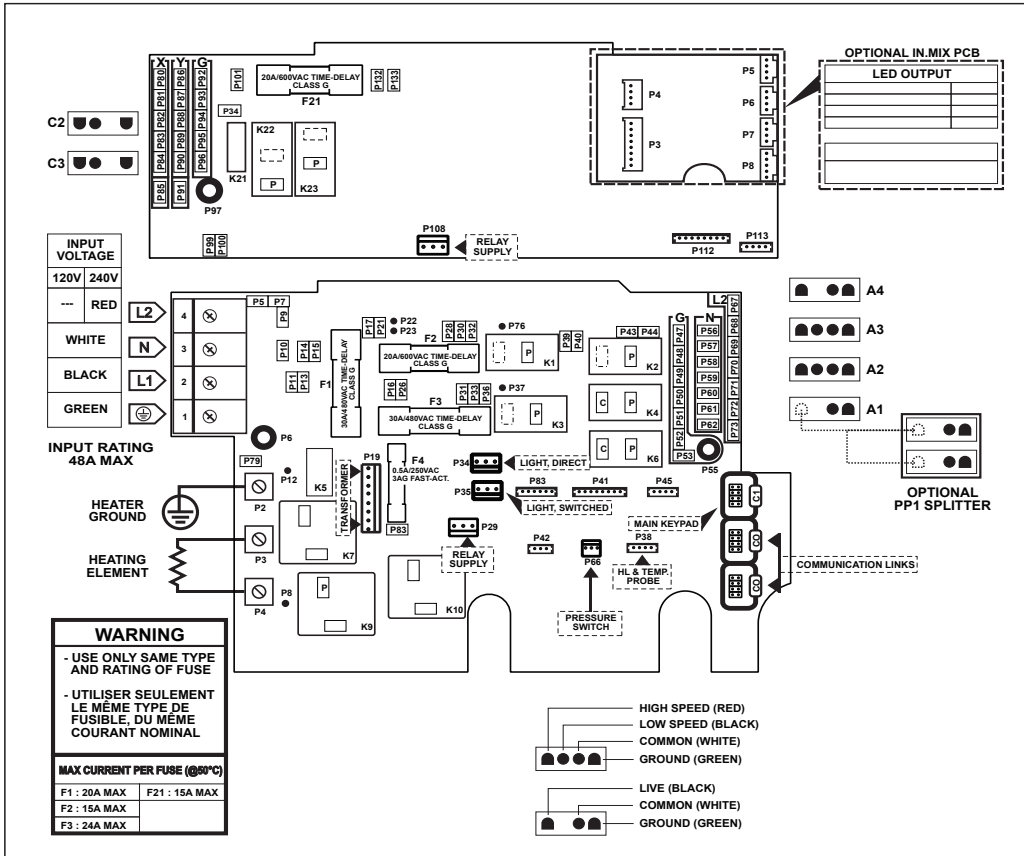 OPTIONAL IN.MIX PCB
LED OUTPUT
X Y G
P80
P81
P82
P83
P84
P85
P86
P87
P88
P89
P90
P91
P92
P93
P94
P95
P96
P97
P101
20A/600VAC TIME-DELAY
CLASS G
F21
P132
P133
P34
K21
K22
P
K23
P
P99
P100
P4
P3
P5
P6
P7
P8
P108
RELAY
SUPPLY
P112
P113
C2
C3
INPUT
VOLTAGE
120V 240V
--- RED
WHITE
BLACK
GREEN
L2
N
L1
INPUT RATING
48A MAX
4
3
2
1
P5 P7
P9
P10
P11
P13
P14
P15
F1
30A/480VAC TIME-DELAY
CLASS G
P17
P21
P22
P23
F2
20A/600VAC TIME-DELAY
CLASS G
P28
P30
P32
P16
P26
P31
P33
P36
30A/480VAC TIME-DELAY
CLASS G
F3
P76
P
K1
P39
P40
P37
P
K3
P43 P44
P
K2
C P
K4
C P
K6
G N
P47
P48
P49
P50
P51
P52
P53
P55
P56
P57
P58
P59
P60
P61
P62
L2
P67
P68
P69
P70
P71
P72
P73
P6
P79
P12
P2
P3
P4
P8
K5
K7
P
K9
K10
TRANSFORMER
P19
F4
0.5A/250VAC
3AG FAST-ACT.
P83
P34
LIGHT, DIRECT
P35
LIGHT, SWITCHED
P29
RELAY
SUPPLY
P83
P41
P45
MAIN KEYPAD
P42
P66
PRESSURE
SWITCH
P38
HL & TEMP.
PROBE
C1
CO
CO
COMMUNICATION LINKS
HEATER
GROUND
HEATING
ELEMENT
A4
A3
A2
A1
OPTIONAL
PP1 SPLITTER
WARNING
- USE ONLY SAME TYPE
AND RATING OF FUSE
- UTILISER SEULEMENT
LE MÊME TYPE DE
FUSIBLE, DU MÊME
COURANT NOMINAL
MAX CURRENT PER FUSE (@50°C)
F1 : 20A MAX F21 : 15A MAX
F2 : 15A MAX
F3 : 24A MAX
HIGH SPEED (RED)
LOW SPEED (BLACK)
COMMON (WHITE)
GROUND (GREEN)
LIVE (BLACK)
COMMON (WHITE)
GROUND (GREEN)